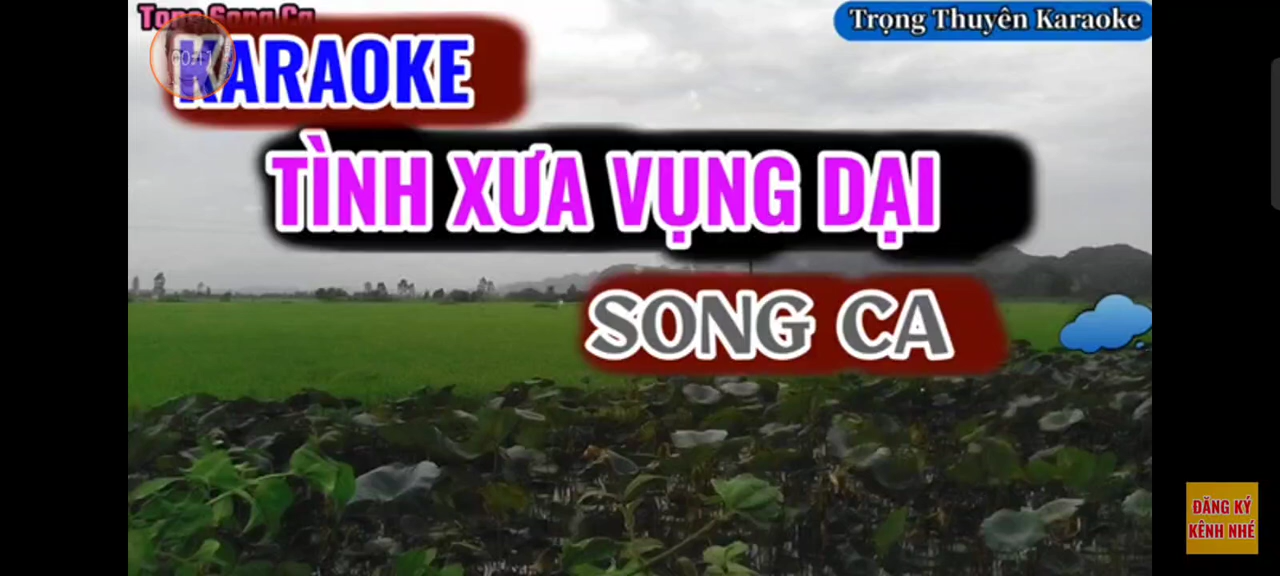 Tone Song Ca
Trọng Thuyên Karaoke
KARAOKE
TÌNH XƯA VỤNG DẠI
SONG CA
ĐĂNG KÝ
KÊNH NHÉ